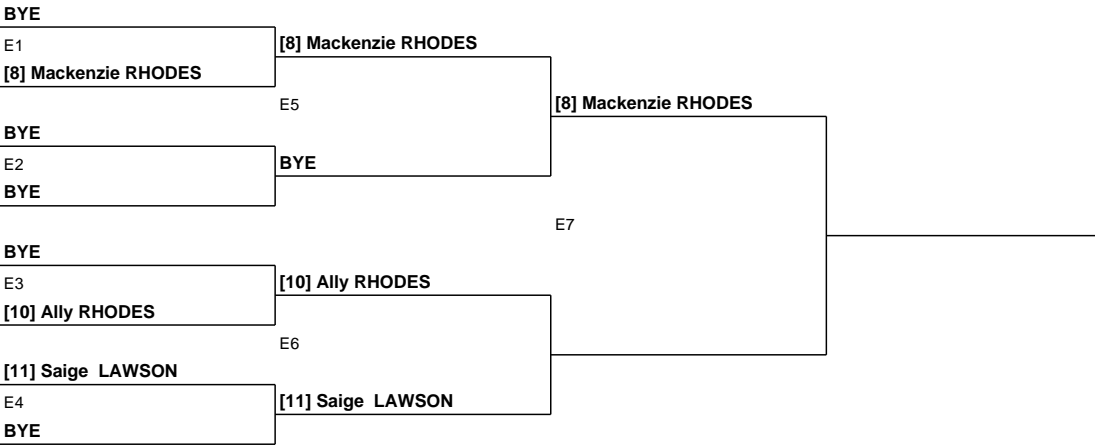 BYE
E1
[8] Mackenzie RHODES
[8] Mackenzie RHODES
E5
[8] Mackenzie RHODES
BYE
E2
BYE
BYE
E7
BYE
E3
[10] Ally RHODES
[10] Ally RHODES
E6
[11] Saige LAWSON
E4
[11] Saige LAWSON
BYE